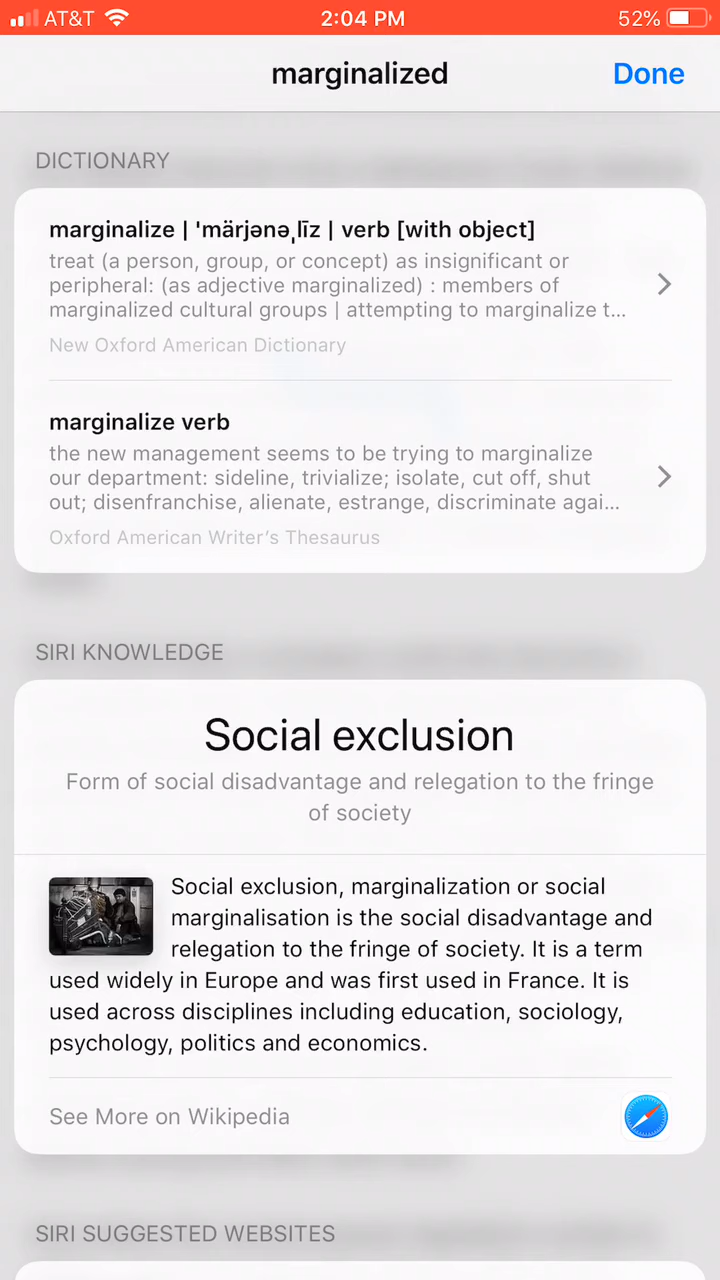 AT&T 2:04 PM 52%
marginalized Done
DICTIONARY
marginalize | 'märjənəˌlīz | verb [with object]
treat (a person, group, or concept) as insignificant or
peripheral: (as adjective marginalized) : members of
marginalized cultural groups | attempting to marginalize t...
New Oxford American Dictionary
marginalize verb
the new management seems to be trying to marginalize
our department: sideline, trivialize; isolate, cut off, shut
out; disenfranchise, alienate, estrange, discriminate agai...
Oxford American Writer's Thesaurus
SIRI KNOWLEDGE
Social exclusion
Form of social disadvantage and relegation to the fringe
of society
Social exclusion, marginalization or social
marginalisation is the social disadvantage and
relegation to the fringe of society. It is a term
used widely in Europe and was first used in France. It is
used across disciplines including education, sociology,
psychology, politics and economics.
See More on Wikipedia
SIRI SUGGESTED WEBSITES